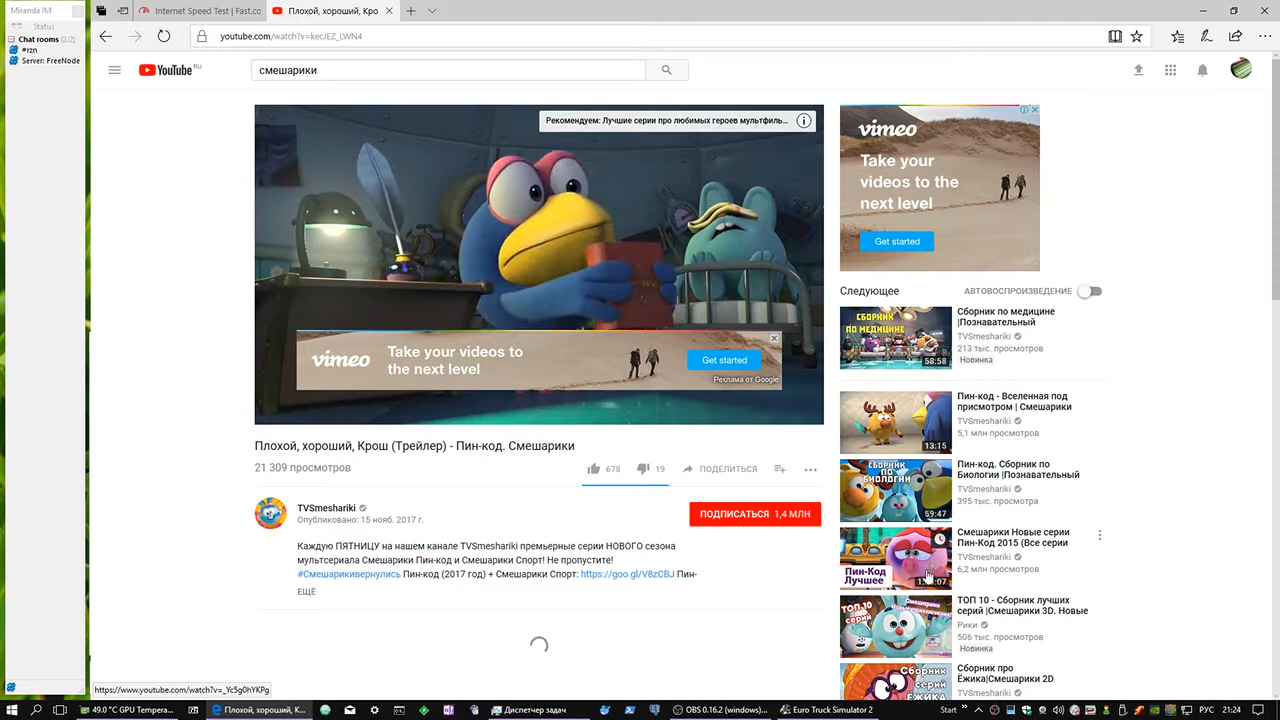 Miranda IM
Status
Chat rooms (2/2)
#rzn
Server: FreeNode
Internet Speed Test | Fast.co
Плохой, хороший, Кро
youtube.com/watch?v=kecJEZ_LWN4
YouTube RU
смешарики
Рекомендуем: Лучшие серии про любимых героев мультфиль...
vimeo
Take your videos to
the next level
Get started
Реклама от Google
Плохой, хороший, Крош (Трейлер) - Пин-код. Смешарики
21 309 просмотров
678
19
ПОДЕЛИТЬСЯ
TVSmeshariki
Опубликовано: 15 нояб. 2017 г.
ПОДПИСАТЬСЯ 1,4 МЛН
Каждую ПЯТНИЦУ на нашем канале TVSmeshariki премьерные серии НОВОГО сезона
мультсериала Смешарики Пин-код и Смешарики Спорт! Не пропустите!
#Смешарикивернулись Пин-код (2017 год) + Смешарики Спорт: https://goo.gl/V8zCBJ Пин-
ЕЩЁ
vimeo
Take your
videos to the
next level
Get started
Следующее
АВТОВОСПРОИЗВЕДЕНИЕ
СБОРНИК
ПО МЕДИЦИНЕ
58:58
Сборник по медицине
|Познавательный
TVSmeshariki
213 тыс. просмотров
Новинка
13:15
Пин-код - Вселенная под
присмотром | Смешарики
TVSmeshariki
5,1 млн просмотров
СБОРНИК
ПО БИОЛОГИИ
59:47
Пин-код. Сборник по
Биологии |Познавательный
TVSmeshariki
395 тыс. просмотра
Пин-Код
Лучшее
Смешарики Новые серии
Пин-Код 2015 (Все серии
TVSmeshariki
6,2 млн просмотров
ТОП 10
серий
ТОП 10 - Сборник лучших
серий |Смешарики 3D. Новые
Рики
506 тыс. просмотров
Новинка
Сборник
серий
ЁЖИКА
Сборник про
Ёжика|Смешарики 2D
TVSmeshariki
https://www.youtube.com/watch?v=_Yc5g0hYKPg
49.0 °C GPU Tempera...
Плохой, хороший, К...
Диспетчер задач
OBS 0.16.2 (windows)...
Euro Truck Simulator 2
Start
РУС
21:24